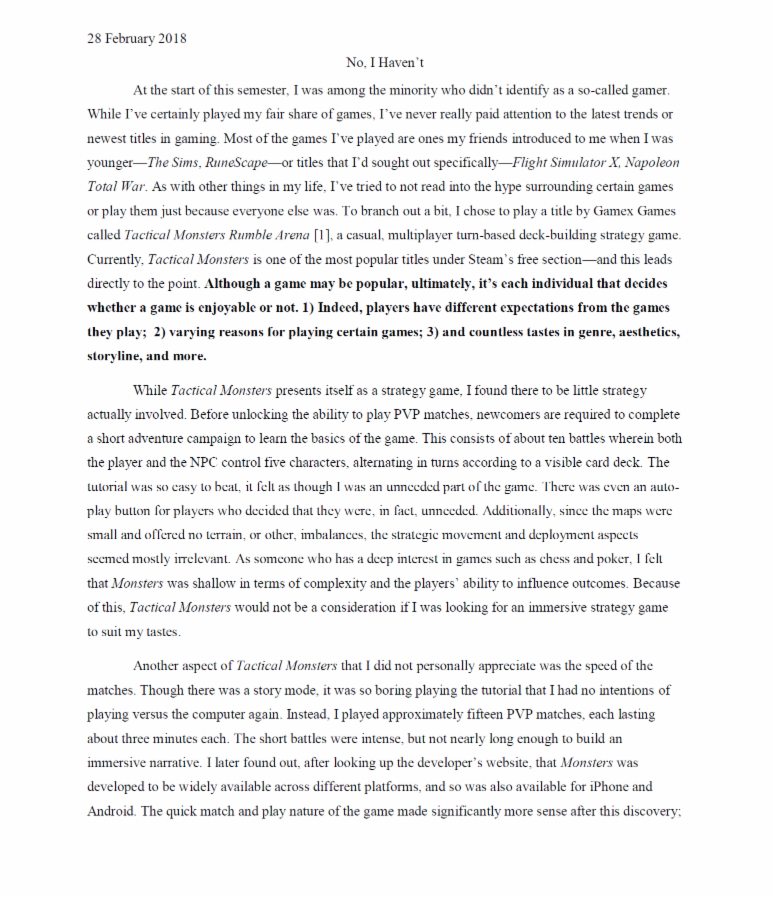 28 February 2018
No, I Haven't
At the start of this semester, I was among the minority who didn't identify as a so-called gamer.
While I've certainly played my fair share of games, I've never really paid attention to the latest trends or
newest titles in gaming. Most of the games I've played are ones my friends introduced to me when I was
younger—The Sims, RuneScape—or titles that I'd sought out specifically—Flight Simulator X, Napoleon
Total War. As with other things in my life, I've tried to not read into the hype surrounding certain games
or play them just because everyone else was. To branch out a bit, I chose to play a title by Gamex Games
called Tactical Monsters Rumble Arena [1], a casual, multiplayer turn-based deck-building strategy game.
Currently, Tactical Monsters is one of the most popular titles under Steam's free section—and this leads
directly to the point. Although a game may be popular, ultimately, it's each individual that decides
whether a game is enjoyable or not. 1) Indeed, players have different expectations from the games
they play;  2) varying reasons for playing certain games; 3) and countless tastes in genre, aesthetics,
storyline, and more.
While Tactical Monsters presents itself as a strategy game, I found there to be little strategy
actually involved. Before unlocking the ability to play PVP matches, newcomers are required to complete
a short adventure campaign to learn the basics of the game. This consists of about ten battles wherein both
the player and the NPC control five characters, alternating in turns according to a visible card deck. The
tutorial was so easy to beat, it felt as though I was an unneeded part of the game. There was even an auto-
play button for players who decided that they were, in fact, unneeded. Additionally, since the maps were
small and offered no terrain, or other, imbalances, the strategic movement and deployment aspects
seemed mostly irrelevant. As someone who has a deep interest in games such as chess and poker, I felt
that Monsters was shallow in terms of complexity and the players' ability to influence outcomes. Because
of this, Tactical Monsters would not be a consideration if I was looking for an immersive strategy game
to suit my tastes.
Another aspect of Tactical Monsters that I did not personally appreciate was the speed of the
matches. Though there was a story mode, it was so boring playing the tutorial that I had no intentions of
playing versus the computer again. Instead, I played approximately fifteen PVP matches, each lasting
about three minutes each. The short battles were intense, but not nearly long enough to build an
immersive narrative. I later found out, after looking up the developer's website, that Monsters was
developed to be widely available across different platforms, and so was also available for iPhone and
Android. The quick match and play nature of the game made significantly more sense after this discovery;